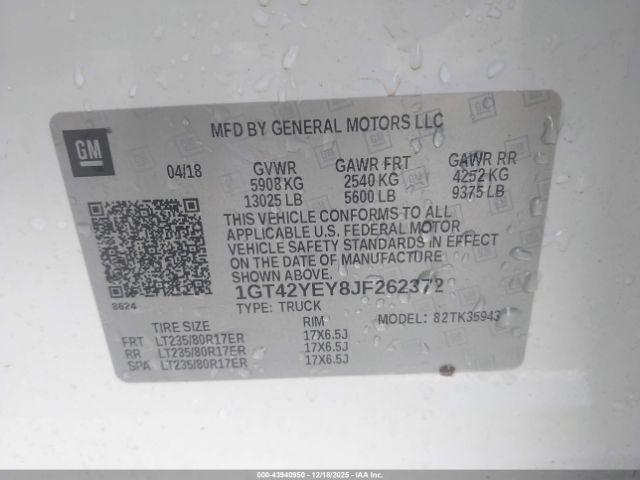 GM
MFD BY GENERAL MOTORS LLC
04/18 GVWR GAWR FRT GAWR RR
5908 KG 2540 KG 4252 KG
13025 LB 5600 LB 9375 LB
THIS VEHICLE CONFORMS TO ALL
APPLICABLE U.S. FEDERAL MOTOR
VEHICLE SAFETY STANDARDS IN EFFECT
ON THE DATE OF MANUFACTURE
SHOWN ABOVE.
8624
1GT42YEY8JF262372
TYPE: TRUCK MODEL: 82TK35943
TIRE SIZE RIM
FRT LT235/80R17ER 17X6.5J
RR LT235/80R17ER 17X6.5J
SPA LT235/80R17ER 17X6.5J
000-43940950 - 12/18/2025 - IAA Inc.